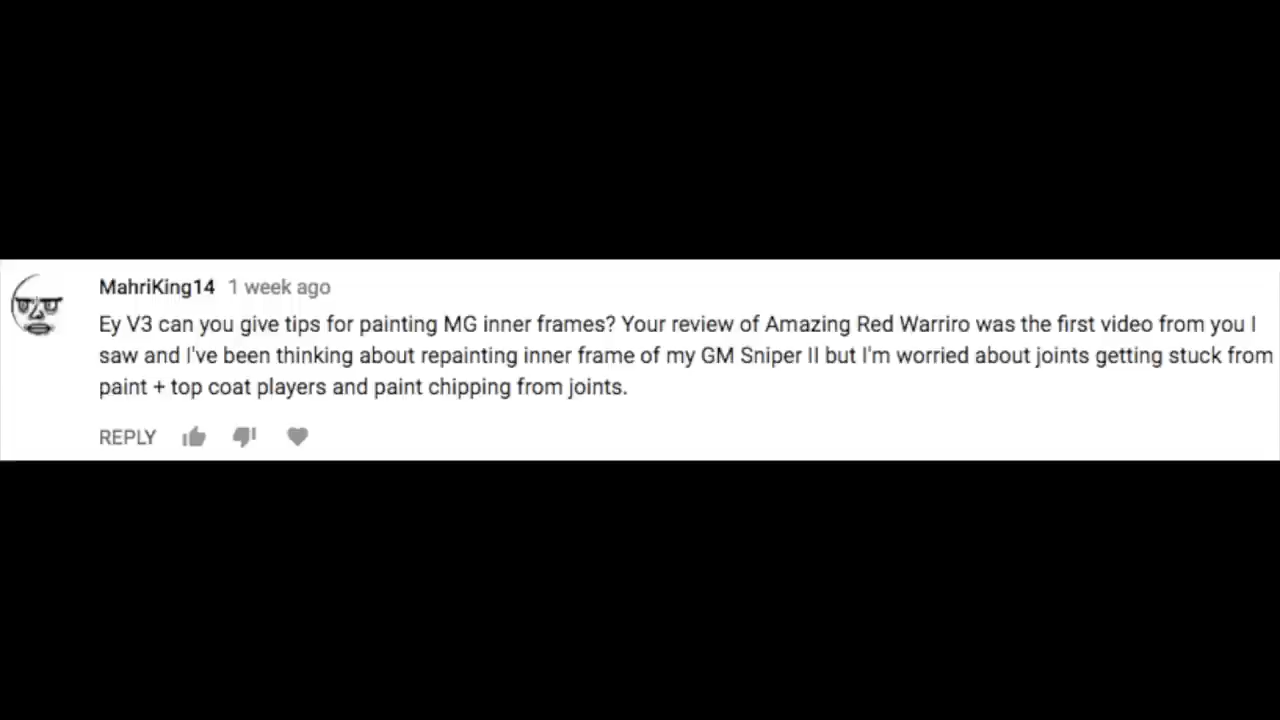 MahriKing14 1 week ago
Ey V3 can you give tips for painting MG inner frames? Your review of Amazing Red Warriro was the first video from you I
saw and I've been thinking about repainting inner frame of my GM Sniper II but I'm worried about joints getting stuck from
paint + top coat players and paint chipping from joints.
REPLY